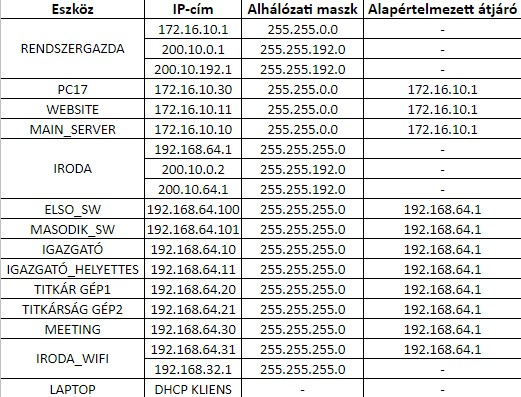 Eszköz IP-cím Alhálózati maszk Alapértelmezett átjáró
RENDSZERGAZDA 172.16.10.1 255.255.0.0 -
200.10.0.1 255.255.192.0 -
200.10.192.1 255.255.192.0 -
PC17 172.16.10.30 255.255.0.0 172.16.10.1
WEBSITE 172.16.10.11 255.255.0.0 172.16.10.1
MAIN_SERVER 172.16.10.10 255.255.0.0 172.16.10.1
IRODA 192.168.64.1 255.255.255.0 -
200.10.0.2 255.255.192.0 -
200.10.64.1 255.255.192.0 -
ELSO_SW 192.168.64.100 255.255.255.0 192.168.64.1
MASODIK_SW 192.168.64.101 255.255.255.0 192.168.64.1
IGAZGATÓ 192.168.64.10 255.255.255.0 192.168.64.1
IGAZGATÓ_HELYETTES 192.168.64.11 255.255.255.0 192.168.64.1
TITKÁR GÉP1 192.168.64.20 255.255.255.0 192.168.64.1
TITKÁRSÁG GÉP2 192.168.64.21 255.255.255.0 192.168.64.1
MEETING 192.168.64.30 255.255.255.0 192.168.64.1
IRODA_WIFI 192.168.64.31 255.255.255.0 192.168.64.1
192.168.32.1 255.255.255.0 -
LAPTOP DHCP KLIENS - -